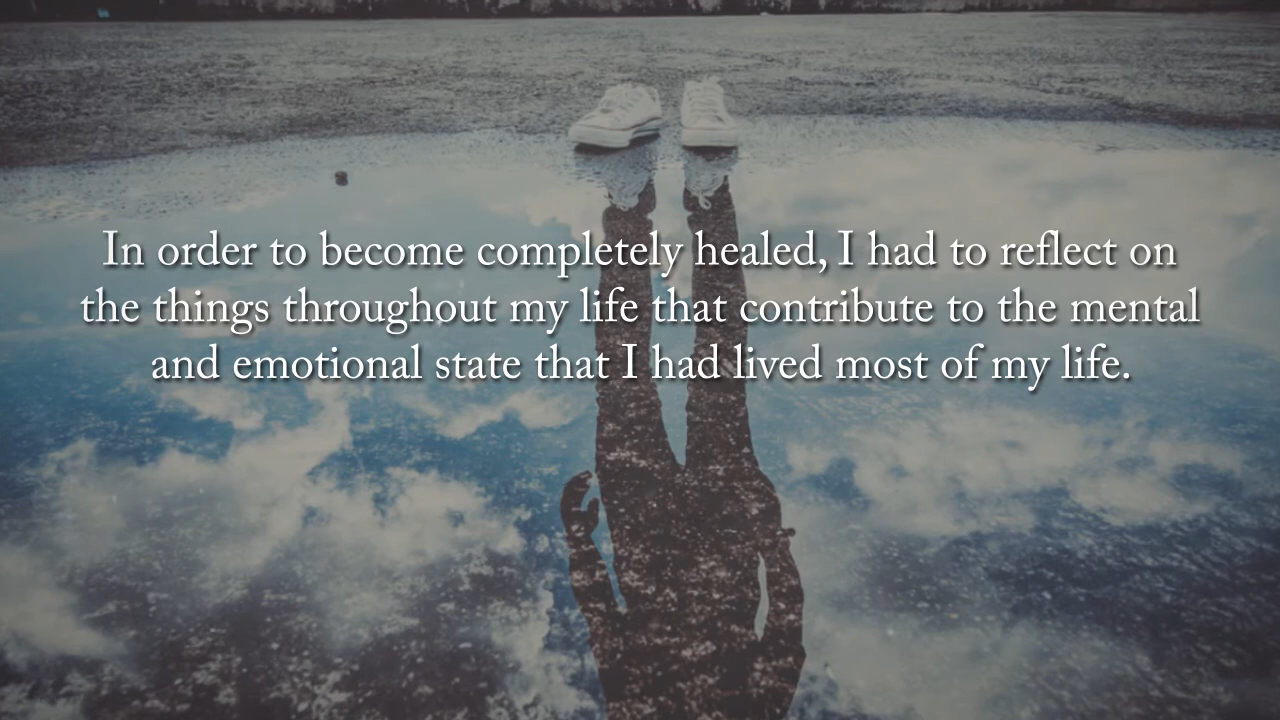 In order to become completely healed, I had to reflect on
the things throughout my life that contribute to the mental
and emotional state that I had lived most of my life.